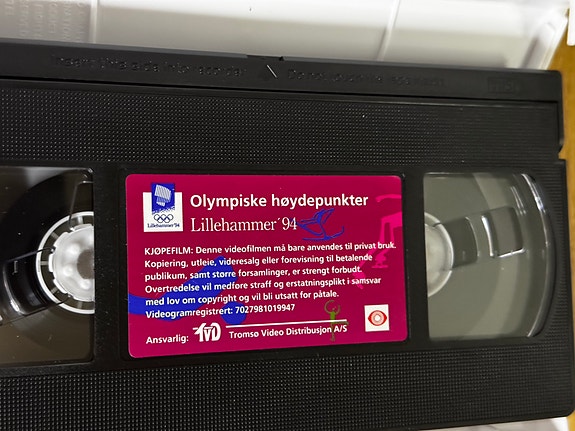 Olympiske høydepunkter
Lillehammer '94
Lillehammer'94
KJØPEFILM: Denne videofilmen må bare anvendes til privat bruk.
Kopiering, utleie, videresalg eller forevisning til betalende
publikum, samt større forsamlinger, er strengt forbudt.
Overtredelse vil medføre straff og erstatningsplikt i samsvar
med lov om copyright og vil bli utsatt for påtale.
Videogramregistrert: 7027981019947
Ansvarlig: TVD Tromsø Video Distribusjon A/S